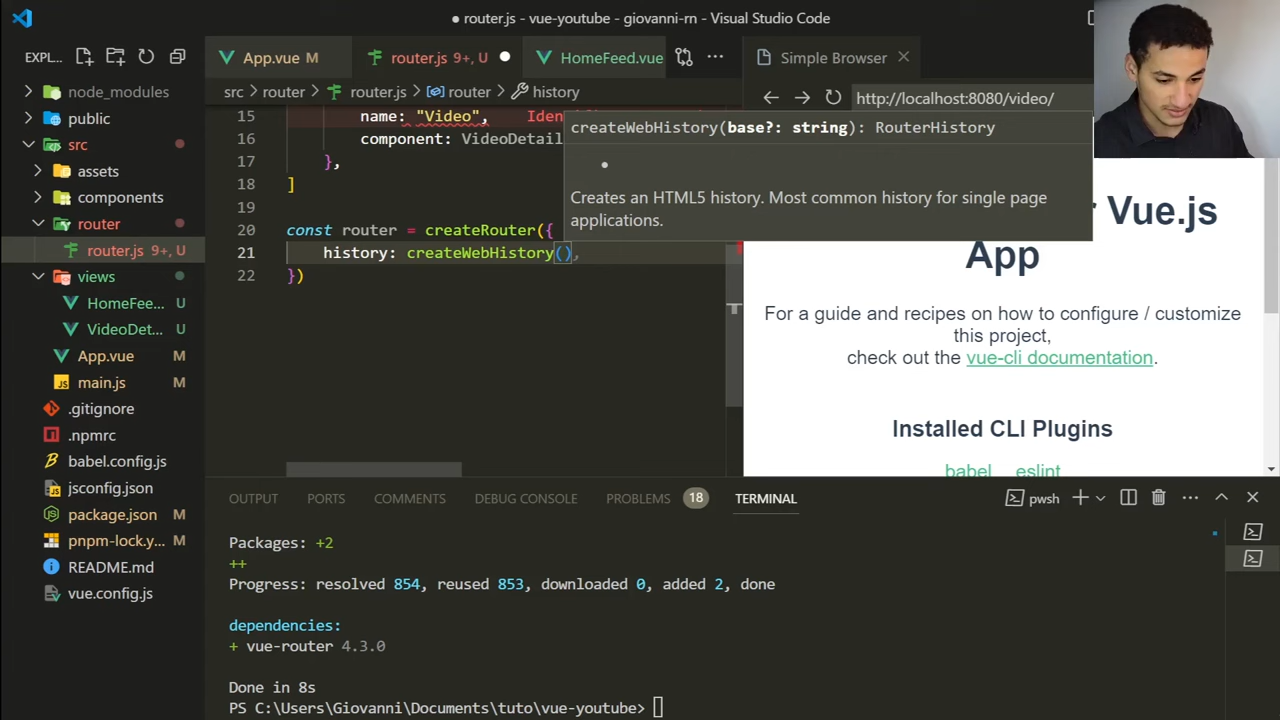 router.js - vue-youtube - giovanni-rn - Visual Studio Code
EXPL...
App.vue M
router.js 9+, U
HomeFeed.vue
...
Simple Browser
src > router > router.js > router > history
http://localhost:8080/video/
node_modules
public
src
assets
components
router
router.js 9+, U
views
HomeFee... U
VideoDet... U
App.vue M
main.js M
.gitignore
.npmrc
babel.config.js
jsconfig.json
package.json M
pnpm-lock.y... M
README.md
vue.config.js
15 name: "Video", Iden
16 component: VideoDetail
17 },
18 ]
19
20 const router = createRouter({
21 history: createWebHistory(),
22 })
createWebHistory(base?: string): RouterHistory
Creates an HTML5 history. Most common history for single page
applications.
Vue.js
App
For a guide and recipes on how to configure / customize
this project,
check out the vue-cli documentation.
Installed CLI Plugins
babel eslint
OUTPUT PORTS COMMENTS DEBUG CONSOLE PROBLEMS 18 TERMINAL
pwsh
Packages: +2
++
Progress: resolved 854, reused 853, downloaded 0, added 2, done
dependencies:
+ vue-router 4.3.0
Done in 8s
PS C:\Users\Giovanni\Documents\tuto\vue-youtube>